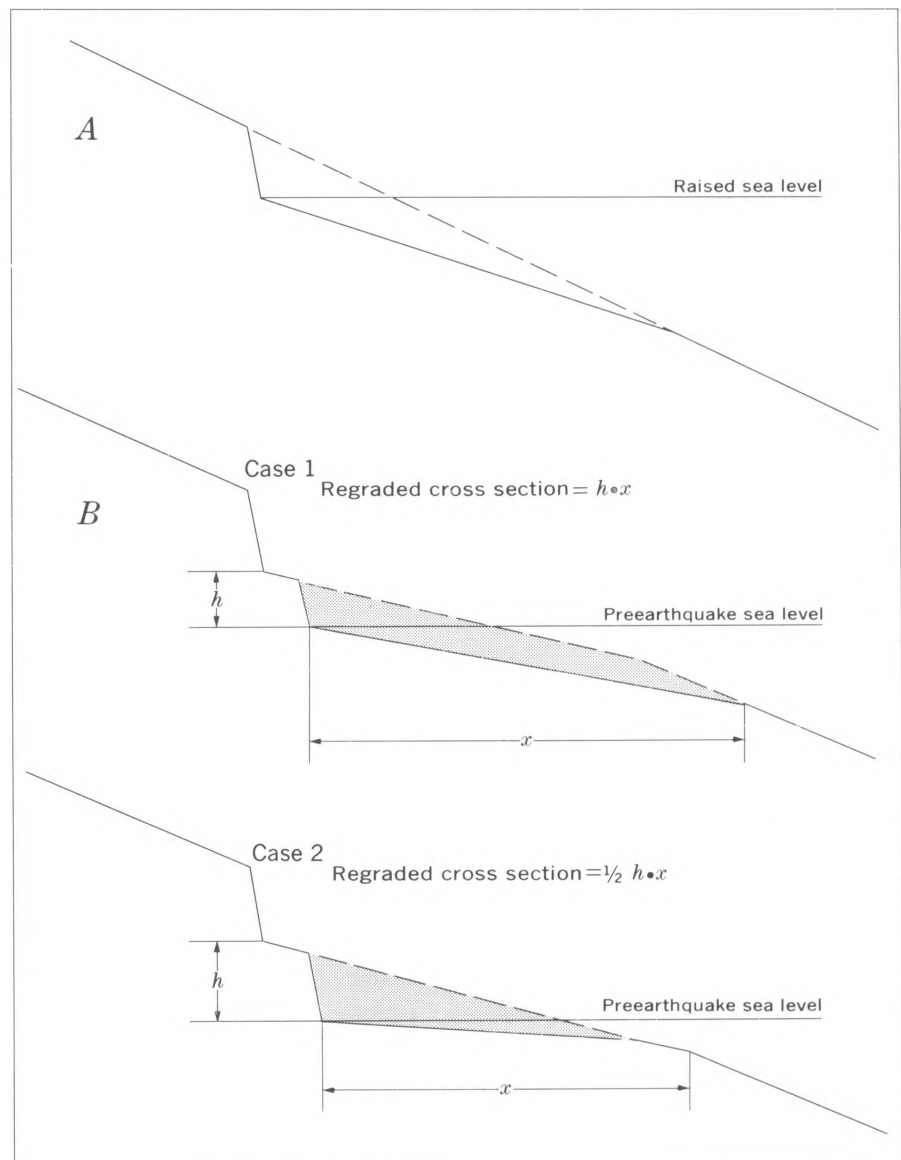 A
Raised sea level
Case 1
Regraded cross section = h•x
B
h
Preearthquake sea level
x
Case 2
Regraded cross section = ½ h•x
h
Preearthquake sea level
x